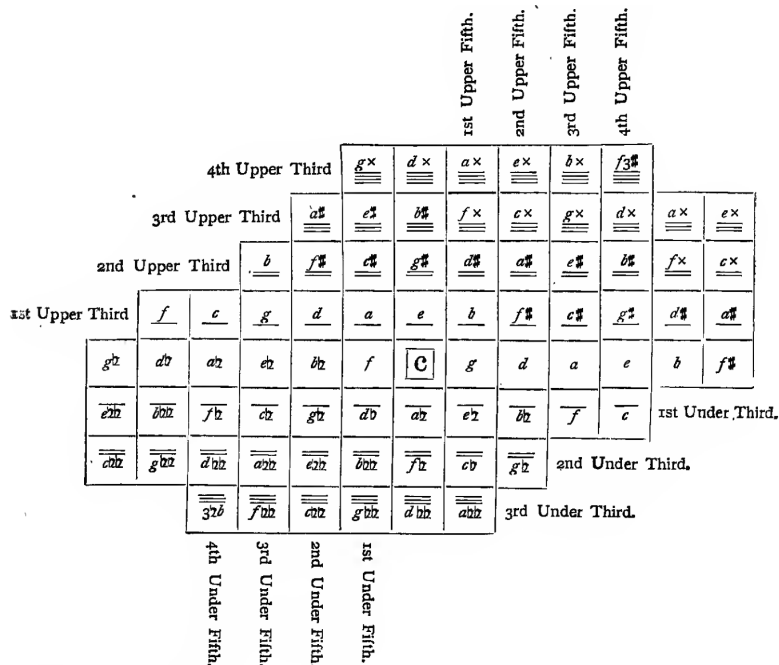 1st Upper Fifth.
2nd Upper Fifth.
3rd Upper Fifth.
4th Upper Fifth.
4th Upper Third g× d× a× e× b× f3♯
3rd Upper Third a♯ e♯ b♯ f× c× g× d× a× e×
2nd Upper Third b f♯ c♯ g♯ d♯ a♯ e♯ b♯ f× c×
1st Upper Third f c g d a e b f♯ c♯ g♯ d♯ a♯
g♭ d♭ a♭ e♭ b♭ f C g d a e b f♯
e♭♭ b♭♭ f♭ c♭ g♭ d♭ a♭ e♭ b♭ f c 1st Under Third.
c♭♭ g♭♭ d♭♭ a♭♭ e♭♭ b♭♭ f♭ c♭ g♭ 2nd Under Third.
3♭b f♭♭ c♭♭ g♭♭ d♭♭ a♭♭ 3rd Under Third.
4th Under Fifth.
3rd Under Fifth.
2nd Under Fifth.
1st Under Fifth.